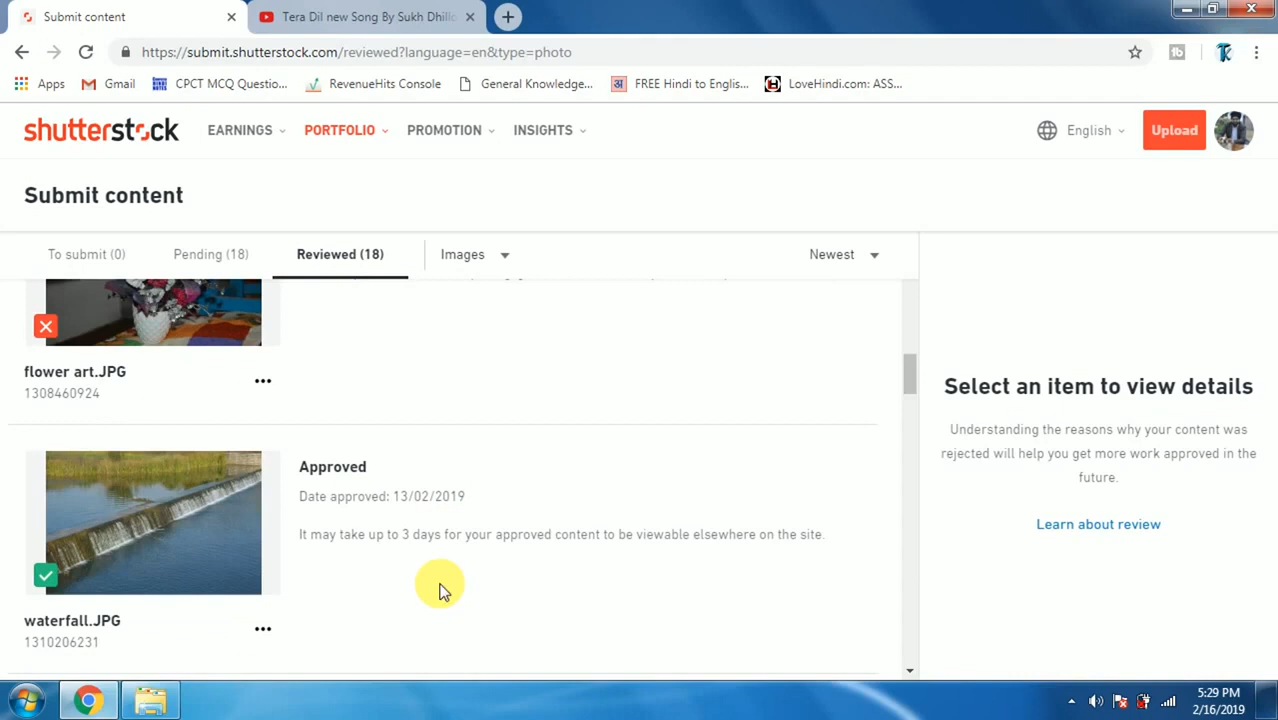 Submit content
Tera Dil new Song By Sukh Dhillo
https://submit.shutterstock.com/reviewed?language=en&type=photo
Apps Gmail CPCT MCQ Questio... RevenueHits Console General Knowledge... FREE Hindi to English... LoveHindi.com: ASS...
shutterstock EARNINGS PORTFOLIO PROMOTION INSIGHTS English Upload
Submit content
To submit (0) Pending (18) Reviewed (18) Images Newest
flower art.JPG
1308460924
Approved
Date approved: 13/02/2019
It may take up to 3 days for your approved content to be viewable elsewhere on the site.
waterfall.JPG
1310206231
Select an item to view details
Understanding the reasons why your content was
rejected will help you get more work approved in the
future.
Learn about review
5:29 PM
2/16/2019